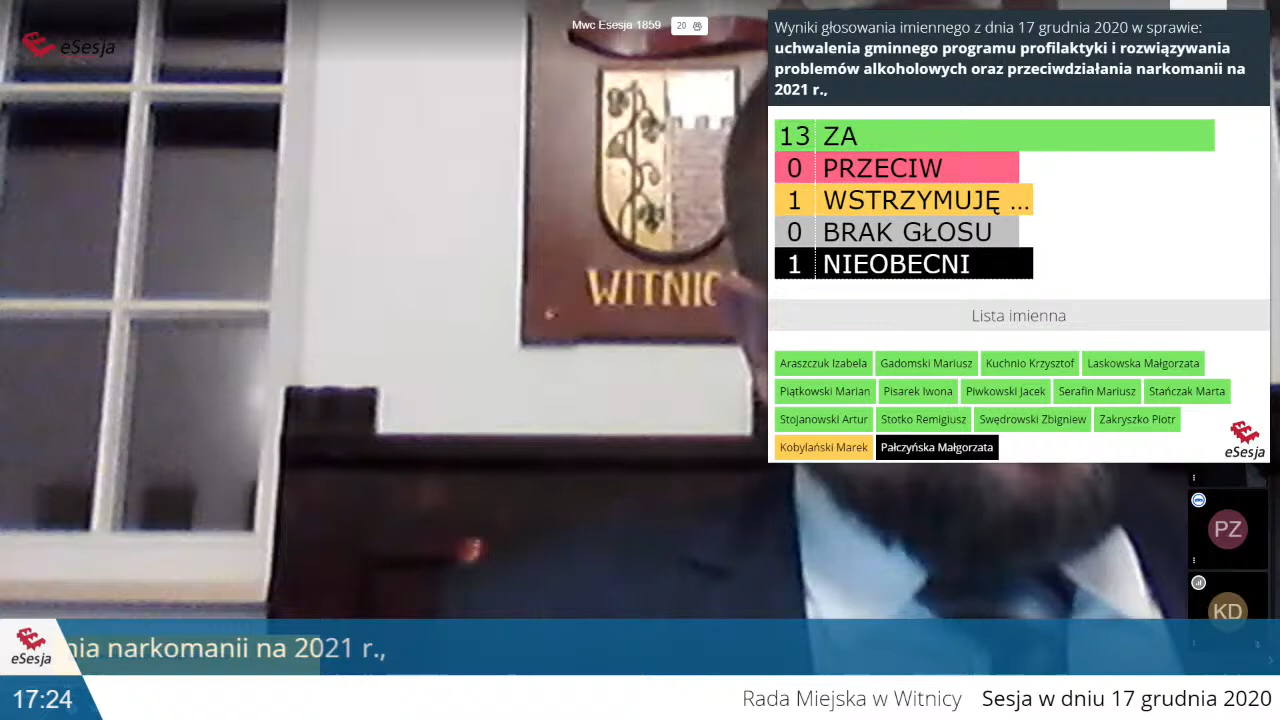 Mwc Esesja 1859 20
eSesja
Wyniki głosowania imiennego z dnia 17 grudnia 2020 w sprawie:
uchwalenia gminnego programu profilaktyki i rozwiązywania
problemów alkoholowych oraz przeciwdziałania narkomanii na
2021 r.,
13 ZA
0 PRZECIW
1 WSTRZYMUJĘ ...
0 BRAK GŁOSU
1 NIEOBECNI
WITNIC
Lista imienna
Araszczuk Izabela Gadomski Mariusz Kuchnio Krzysztof Laskowska Małgorzata
Piątkowski Marian Pisarek Iwona Piwkowski Jacek Serafin Mariusz Stańczak Marta
Stojanowski Artur Stotko Remigiusz Swędrowski Zbigniew Zakryszko Piotr
Kobylański Marek Pałczyńska Małgorzata
eSesja
PZ
KD
eSesja
nia narkomanii na 2021 r.,
17:24
Rada Miejska w Witnicy Sesja w dniu 17 grudnia 2020